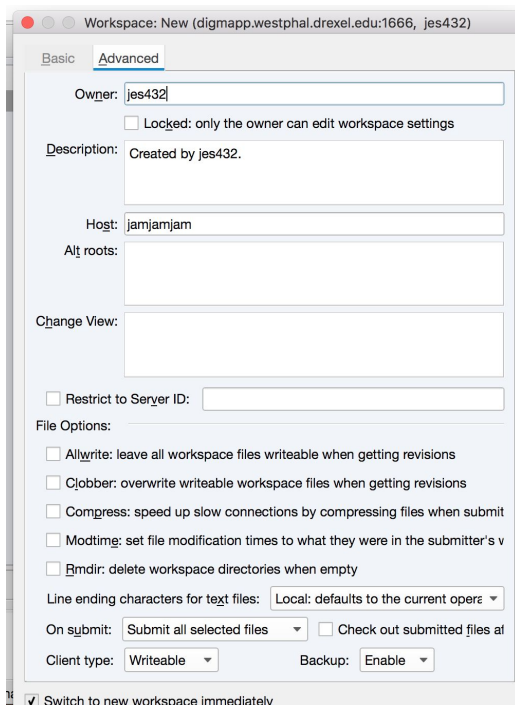 Workspace: New (digmapp.westphal.drexel.edu:1666, jes432)
Basic Advanced
Owner: jes432
Locked: only the owner can edit workspace settings
Description: Created by jes432.
Host: jamjamjam
Alt roots:
Change View:
Restrict to Server ID:
File Options:
Allwrite: leave all workspace files writeable when getting revisions
Clobber: overwrite writeable workspace files when getting revisions
Compress: speed up slow connections by compressing files when submit
Modtime: set file modification times to what they were in the submitter's
Rmdir: delete workspace directories when empty
Line ending characters for text files: Local: defaults to the current opera
On submit: Submit all selected files Check out submitted files af
Client type: Writeable Backup: Enable
Switch to new workspace immediately